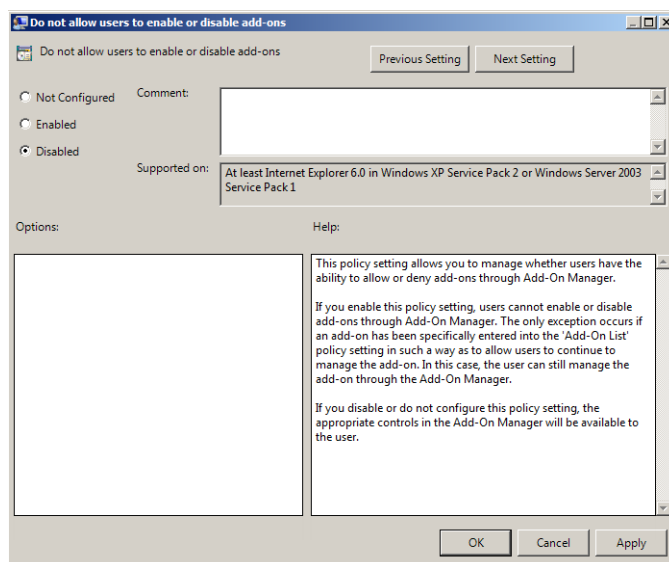 Do not allow users to enable or disable add-ons
Do not allow users to enable or disable add-ons
Previous Setting
Next Setting
Not Configured
Comment:
Enabled
Disabled
Supported on:
At least Internet Explorer 6.0 in Windows XP Service Pack 2 or Windows Server 2003
Service Pack 1
Options:
Help:
This policy setting allows you to manage whether users have the
ability to allow or deny add-ons through Add-On Manager.
If you enable this policy setting, users cannot enable or disable
add-ons through Add-On Manager. The only exception occurs if
an add-on has been specifically entered into the 'Add-On List'
policy setting in such a way as to allow users to continue to
manage the add-on. In this case, the user can still manage the
add-on through the Add-On Manager.
If you disable or do not configure this policy setting, the
appropriate controls in the Add-On Manager will be available to
the user.
OK
Cancel
Apply